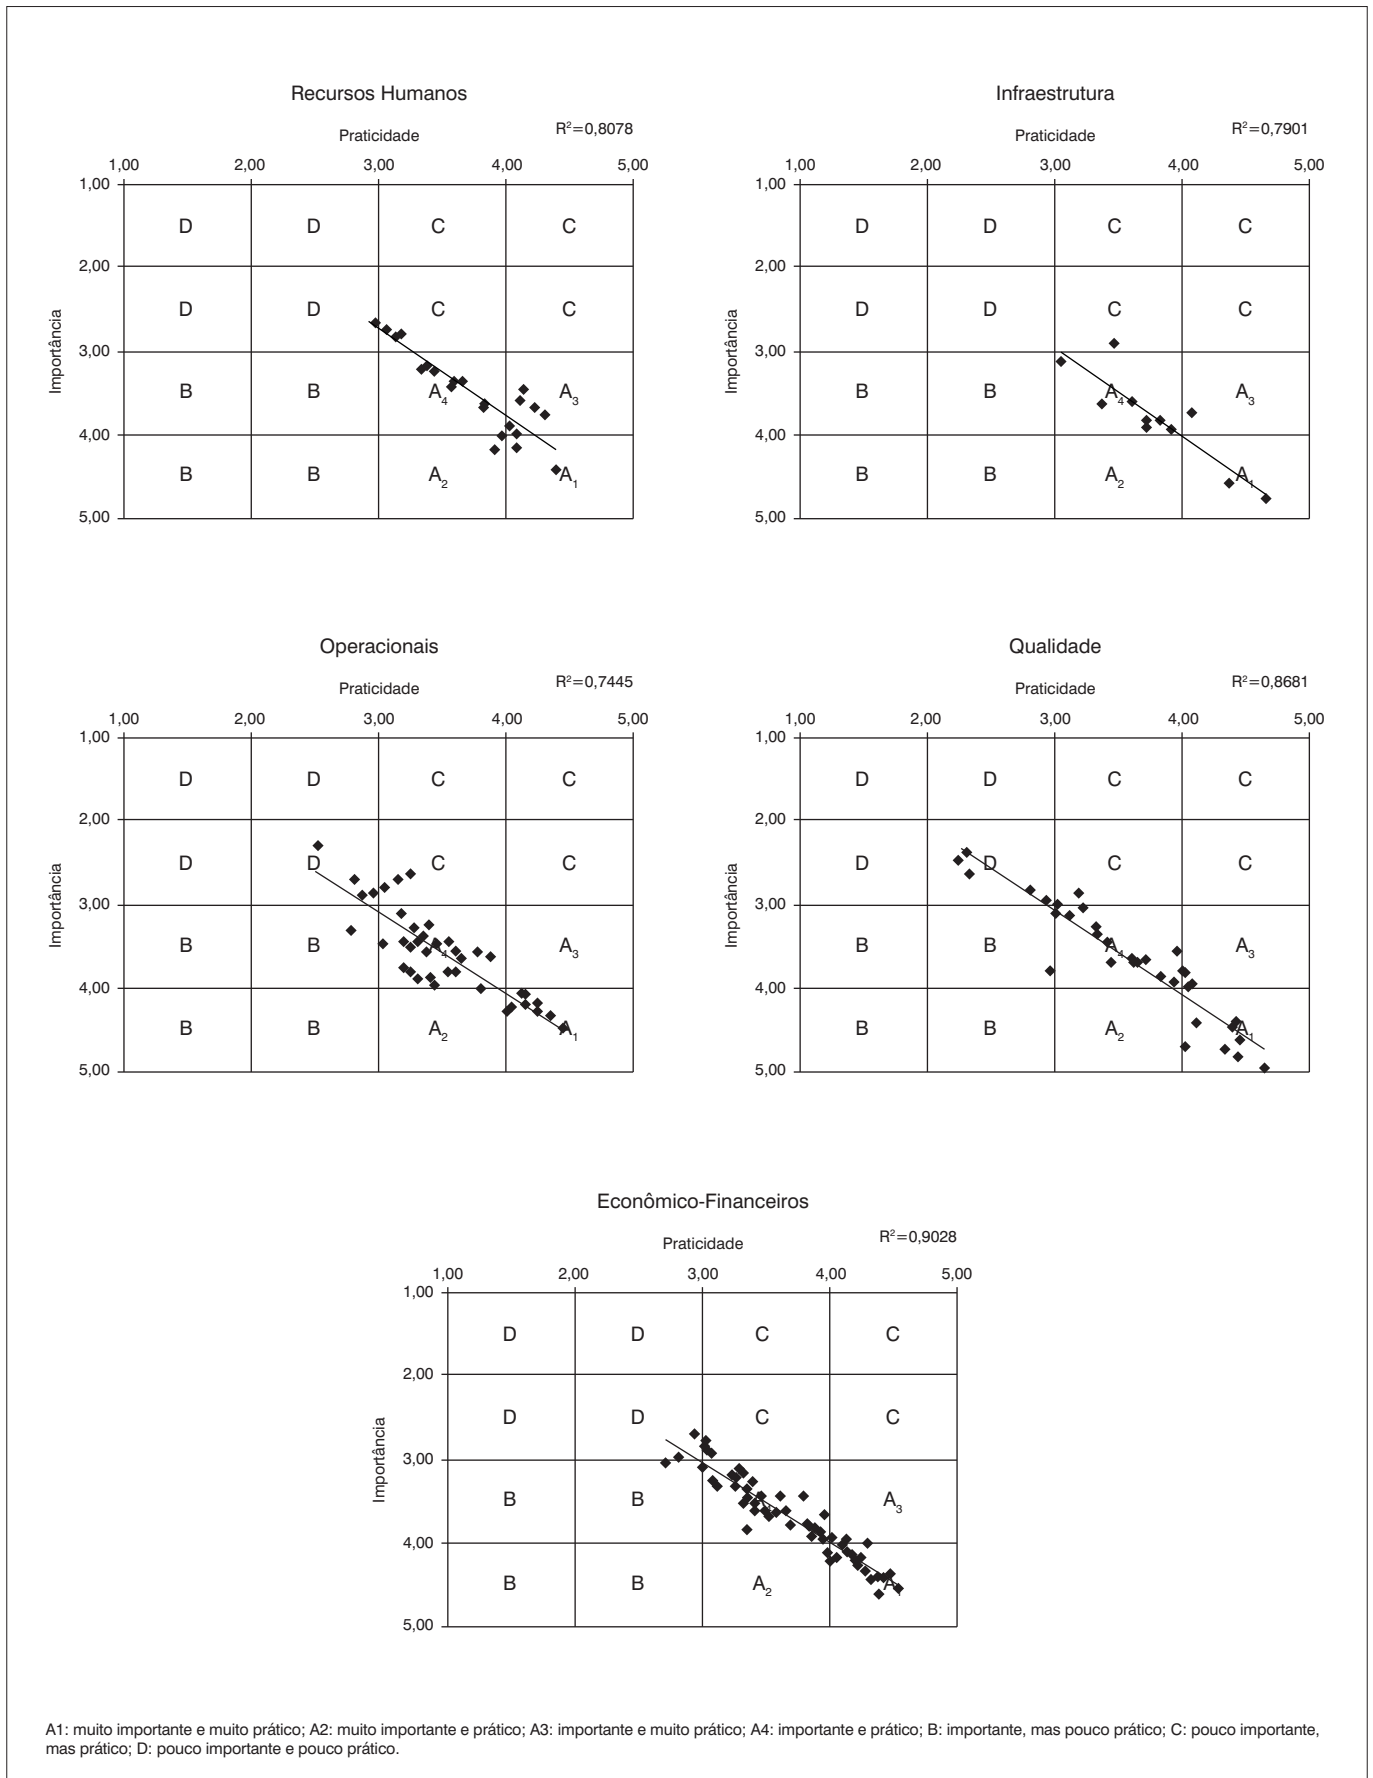 Recursos Humanos
Praticidade
R²=0,8078
1,00 2,00 3,00 4,00 5,00
1,00
D D C C
2,00
D D C C
Importância
3,00
B B A₄ A₃
4,00
B B A₂ A₁
5,00
Infraestrutura
Praticidade
R²=0,7901
1,00 2,00 3,00 4,00 5,00
1,00
D D C C
2,00
D D C C
Importância
3,00
B B A₄ A₃
4,00
B B A₂ A₁
5,00
Operacionais
Praticidade
R²=0,7445
1,00 2,00 3,00 4,00 5,00
1,00
D D C C
2,00
D D C C
Importância
3,00
B B A₄ A₃
4,00
B B A₂ A₁
5,00
Qualidade
Praticidade
R²=0,8681
1,00 2,00 3,00 4,00 5,00
1,00
D D C C
2,00
D D C C
Importância
3,00
B B A₄ A₃
4,00
B B A₂ A₁
5,00
Econômico-Financeiros
Praticidade
R²=0,9028
1,00 2,00 3,00 4,00 5,00
1,00
D D C C
2,00
D D C C
Importância
3,00
B B A₃
4,00
B B A₂ A₁
5,00
A1: muito importante e muito prático; A2: muito importante e prático; A3: importante e muito prático; A4: importante e prático; B: importante, mas pouco prático; C: pouco importante,
mas prático; D: pouco importante e pouco prático.